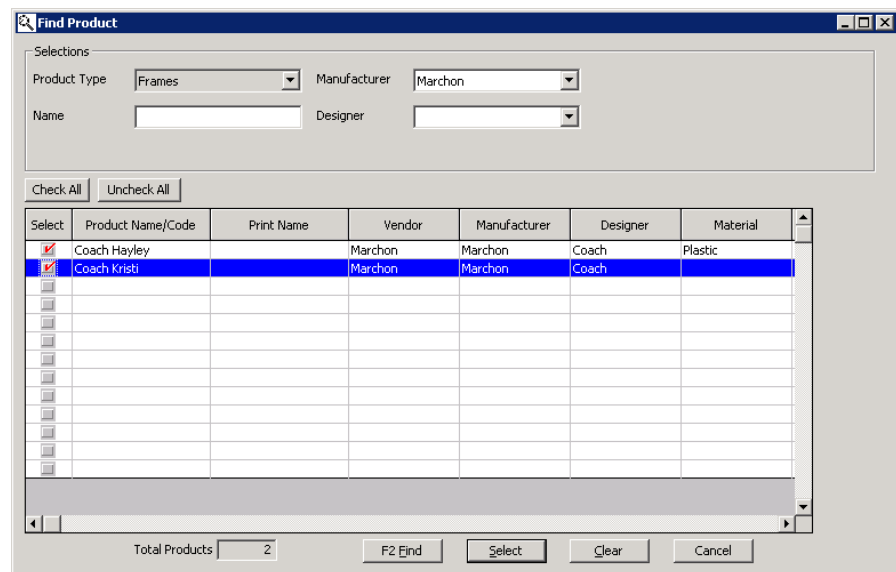 Find Product
Selections
Product Type Frames Manufacturer Marchon
Name Designer
Check All Uncheck All
Select Product Name/Code Print Name Vendor Manufacturer Designer Material
Coach Hayley Marchon Marchon Coach Plastic
Coach Kristi Marchon Marchon Coach
Total Products 2 F2 Find Select Clear Cancel